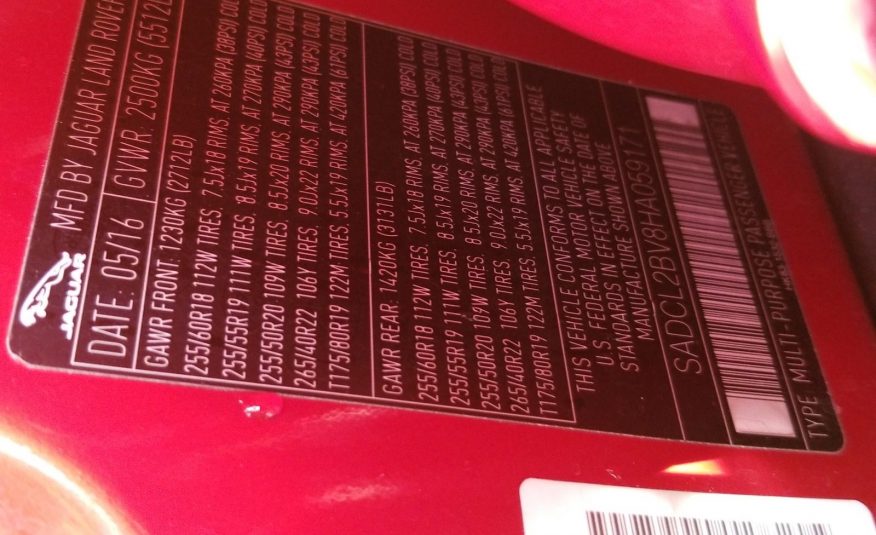 JAGUAR
MFD BY JAGUAR LAND ROVER
DATE: 05/16 GVWR: 2500KG (5512L
GAWR FRONT: 1230KG (2712LB)
255/60R18 112W TIRES. 7.5Jx18 RIMS. AT 260KPA (38PSI) COLD
255/55R19 111W TIRES. 8.5Jx19 RIMS. AT 270KPA (40PSI) COLD
255/50R20 109W TIRES. 8.5Jx20 RIMS. AT 290KPA (43PSI) COLD
265/40R22 106Y TIRES. 9.0Jx22 RIMS. AT 290KPA (43PSI) COLD
T175/80R19 122M TIRES. 5.5Jx19 RIMS. AT 420KPA (61PSI) COLD
GAWR REAR: 1420KG (3131LB)
255/60R18 112W TIRES. 7.5Jx18 RIMS. AT 260KPA (38PSI) COLD
255/55R19 111W TIRES. 8.5Jx19 RIMS. AT 270KPA (40PSI) COLD
255/50R20 109W TIRES. 8.5Jx20 RIMS. AT 290KPA (43PSI) COLD
265/40R22 106Y TIRES. 9.0Jx22 RIMS. AT 290KPA (43PSI) COLD
T175/80R19 122M TIRES. 5.5Jx19 RIMS. AT 420KPA (61PSI) COLD
THIS VEHICLE CONFORMS TO ALL APPLICABLE
U.S. FEDERAL MOTOR VEHICLE SAFETY
STANDARDS IN EFFECT ON THE DATE OF
MANUFACTURE SHOWN ABOVE
SADCL2BV8HA059171
TYPE MULTI-PURPOSE PASSENGER VEHICLE